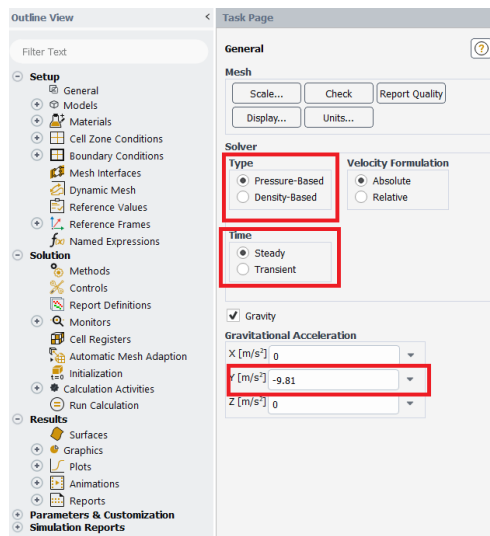 Outline View
<
Filter Text
Setup
General
Models
Materials
Cell Zone Conditions
Boundary Conditions
Mesh Interfaces
Dynamic Mesh
Reference Values
Reference Frames
f(x) Named Expressions
Solution
Methods
Controls
Report Definitions
Monitors
Cell Registers
Automatic Mesh Adaption
t=0 Initialization
Calculation Activities
Run Calculation
Results
Surfaces
Graphics
Plots
Animations
Reports
Parameters & Customization
Simulation Reports
Task Page
General
?
Mesh
Scale... Check Report Quality
Display... Units...
Solver
Type Velocity Formulation
Pressure-Based Absolute
Density-Based Relative
Time
Steady
Transient
Gravity
Gravitational Acceleration
X [m/s²] 0
Y [m/s²] -9.81
Z [m/s²] 0